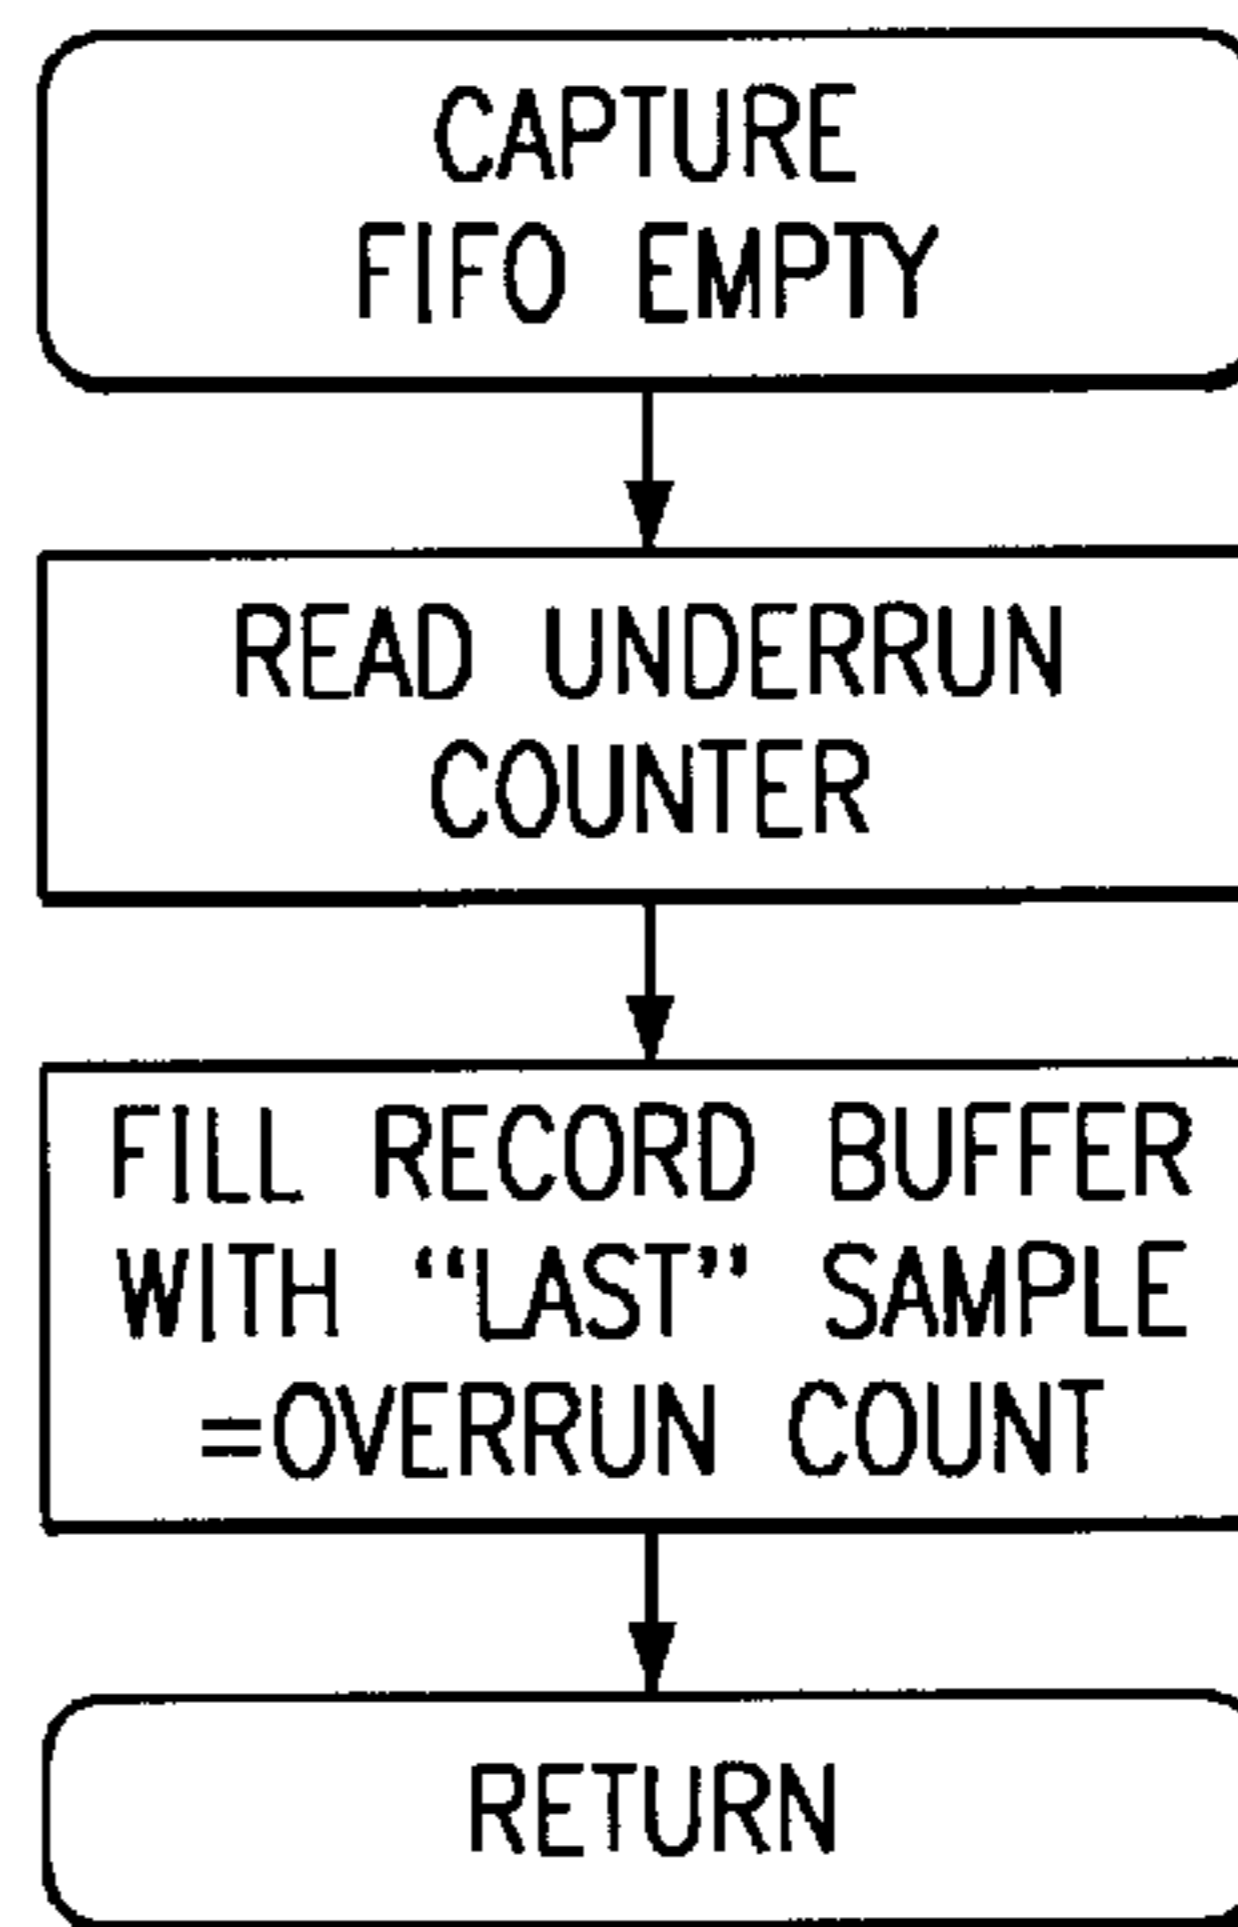 CAPTURE
FIFO EMPTY
READ UNDERRUN
COUNTER
FILL RECORD BUFFER
WITH “LAST” SAMPLE
=OVERRUN COUNT
RETURN